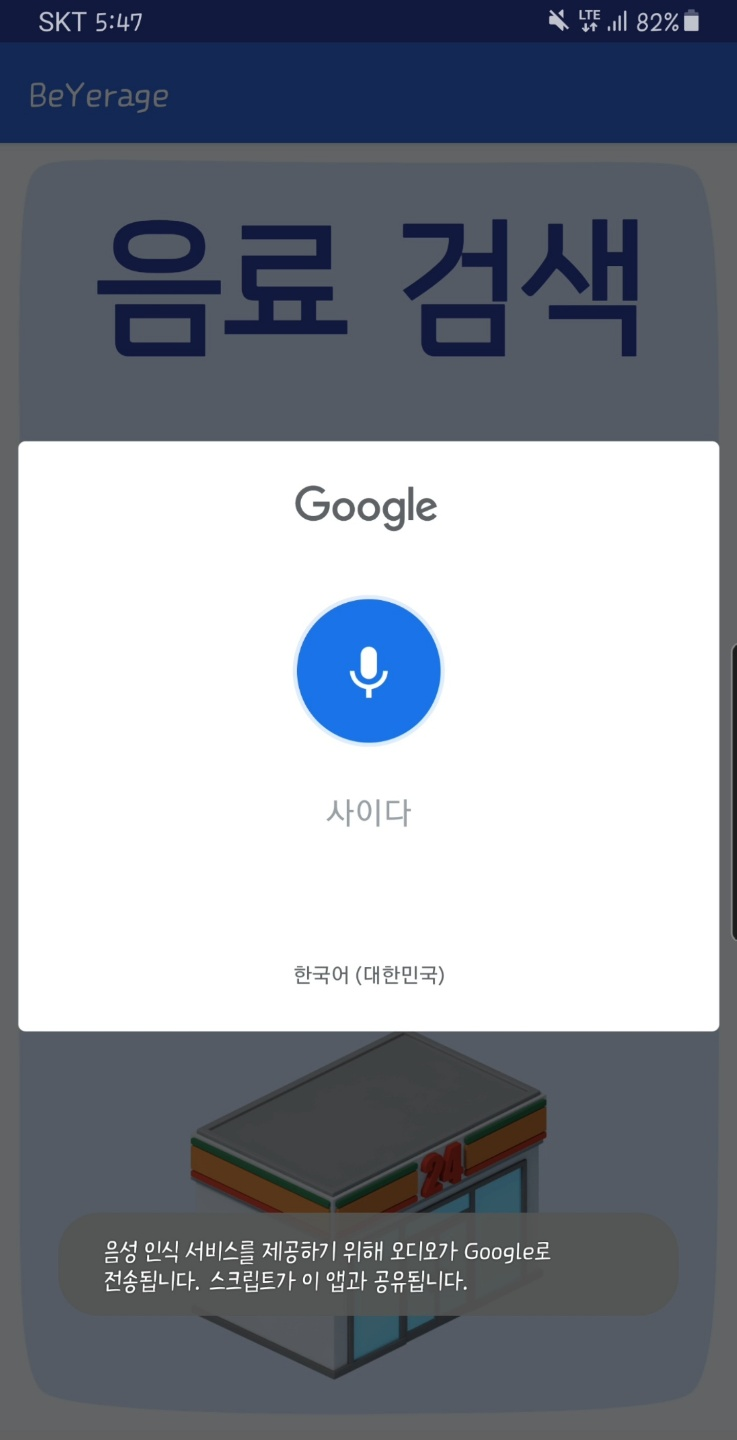 SKT 5:47
LTE 82%
BeYerage
음료 검색
Google
사이다
한국어 (대한민국)
24
음성 인식 서비스를 제공하기 위해 오디오가 Google로
전송됩니다. 스크립트가 이 앱과 공유됩니다.